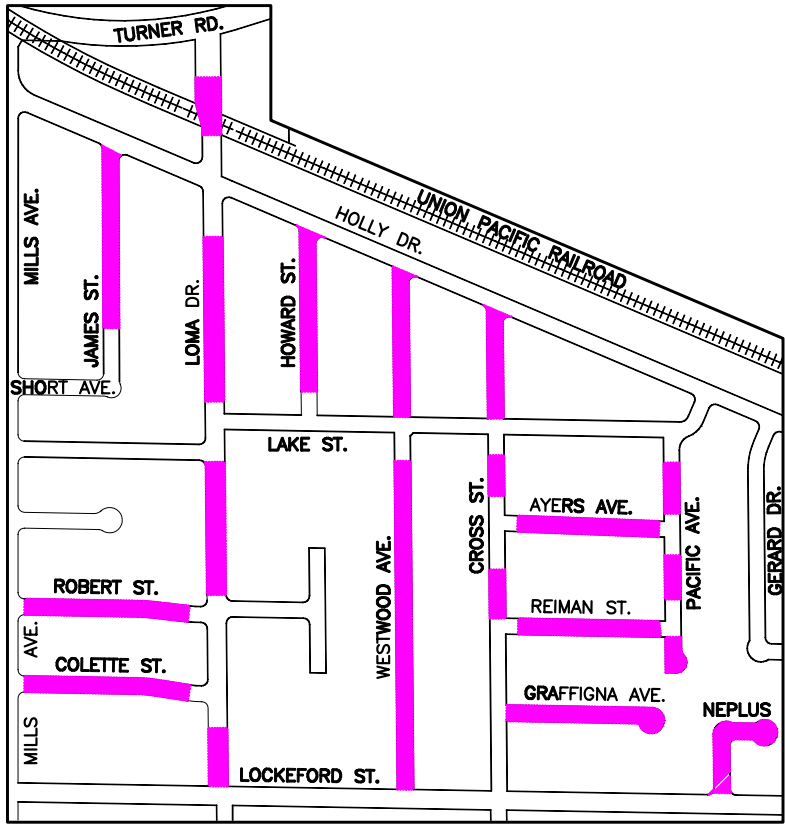 TURNER RD.
UNION PACIFIC RAILROAD
HOLLY DR.
MILLS AVE.
JAMES ST.
LOMA DR.
HOWARD ST.
SHORT AVE.
LAKE ST.
CROSS ST.
AYERS AVE.
PACIFIC AVE.
GERARD DR.
WESTWOOD AVE.
ROBERT ST.
REIMAN ST.
MILLS AVE.
COLETTE ST.
GRAFFIGNA AVE.
NEPLUS
LOCKEFORD ST.